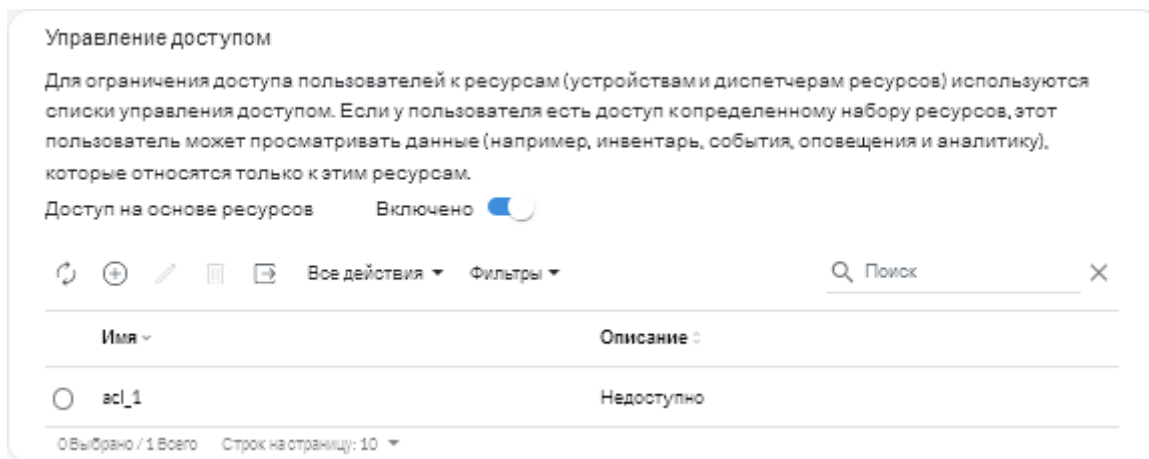 Управление доступом
Для ограничения доступа пользователей к ресурсам (устройствам и диспетчерам ресурсов) используются
списки управления доступом. Если у пользователя есть доступ к определенному набору ресурсов, этот
пользователь может просматривать данные (например, инвентарь, события, оповещения и аналитику),
которые относятся только к этим ресурсам.
Доступ на основе ресурсов Включено
Все действия Фильтры Поиск
Имя Описание
acl_1 Недоступно
0 Выбрано / 1 Всего Строк на страницу: 10